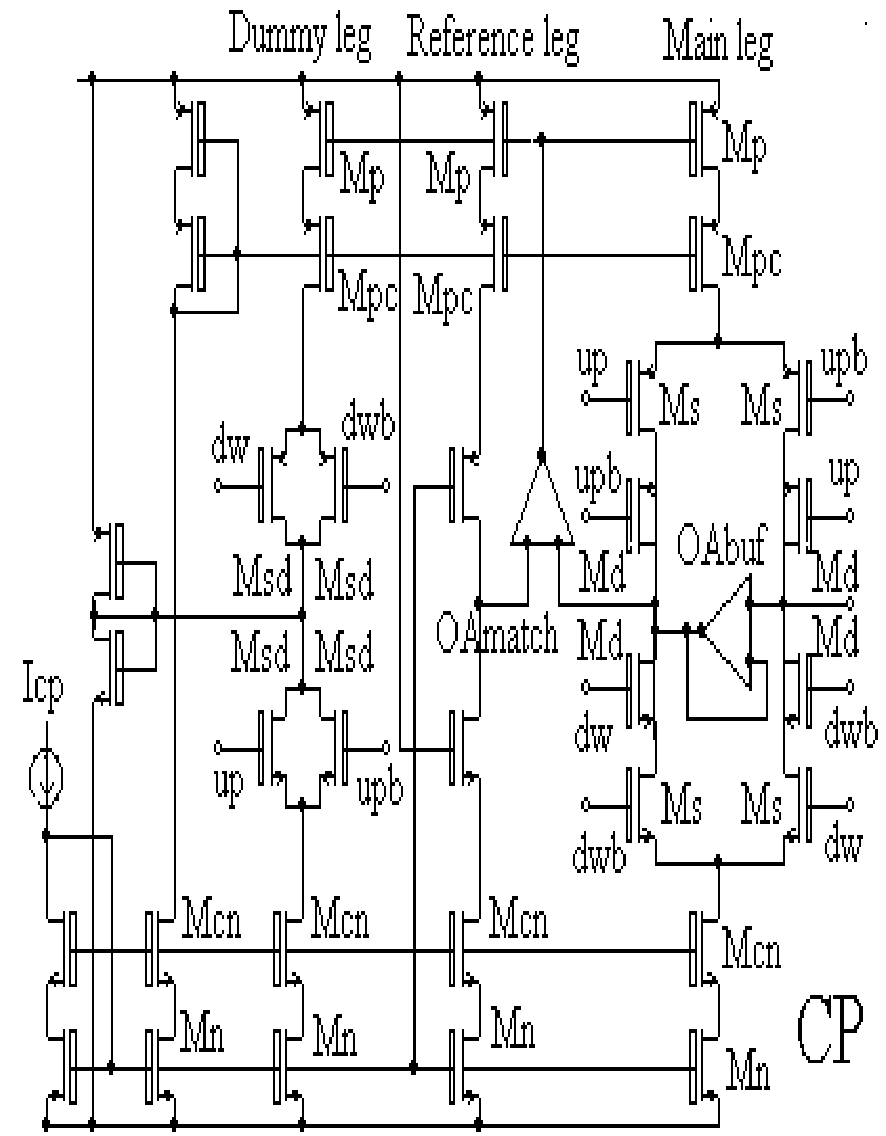 Dummy leg Reference leg Main leg
Mp Mp Mp
Mpc Mpc Mpc
up upb
Ms Ms
dw dwb
upb up
OAbuf
Msd Msd Md Md
OAmatch
Msd Msd Md Md
Icp
dw dwb
up upb
Ms Ms
dwb dw
Mcn Mcn Mcn Mcn
CP
Mn Mn Mn Mn